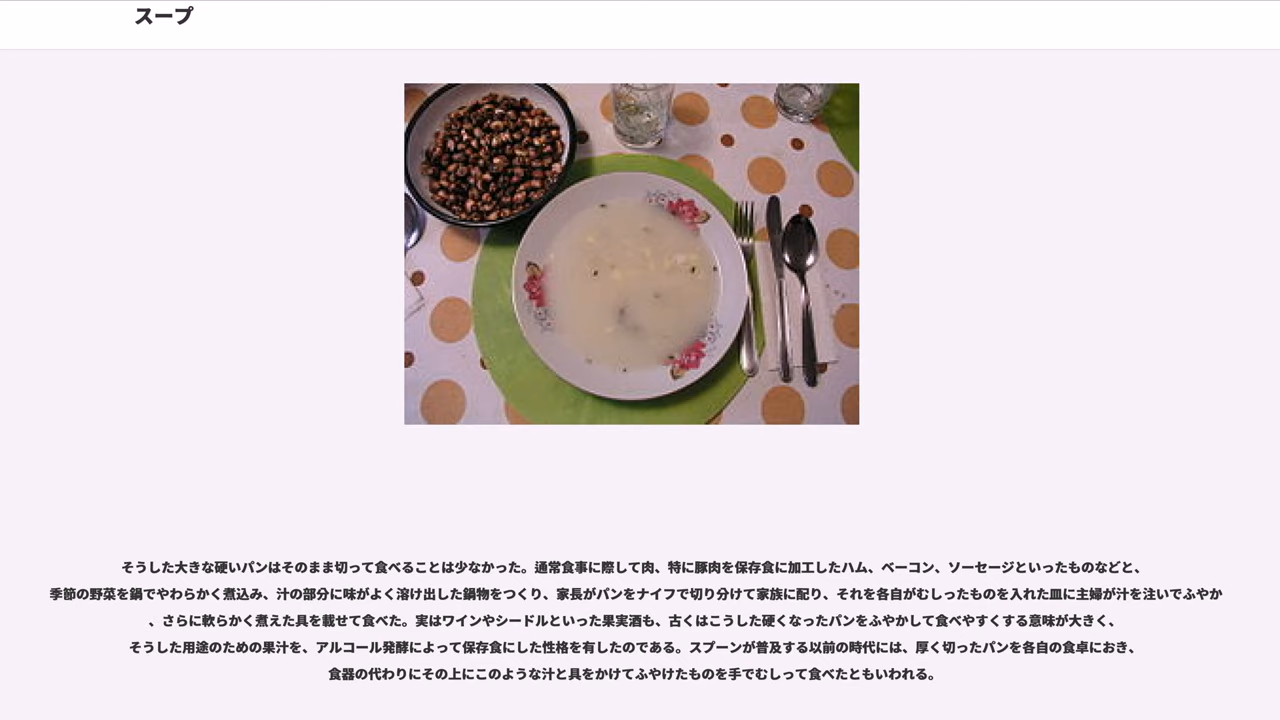 スープ
そうした大きな硬いパンはそのまま切って食べることは少なかった。通常食事に際して肉、特に豚肉を保存食に加工したハム、ベーコン、ソーセージといったものなどと、
季節の野菜を鍋でやわらかく煮込み、汁の部分に味がよく溶け出した鍋物をつくり、家長がパンをナイフで切り分けて家族に配り、それを各自がむしったものを入れた皿に主婦が汁を注いでふやか
、さらに軟らかく煮えた具を載せて食べた。実はワインやシードルといった果実酒も、古くはこうした硬くなったパンをふやかして食べやすくする意味が大きく、
そうした用途のための果汁を、アルコール発酵によって保存食にした性格を有したのである。スプーンが普及する以前の時代には、厚く切ったパンを各自の食卓におき、
食器の代わりにその上にこのような汁と具をかけてふやけたものを手でむしって食べたともいわれる。